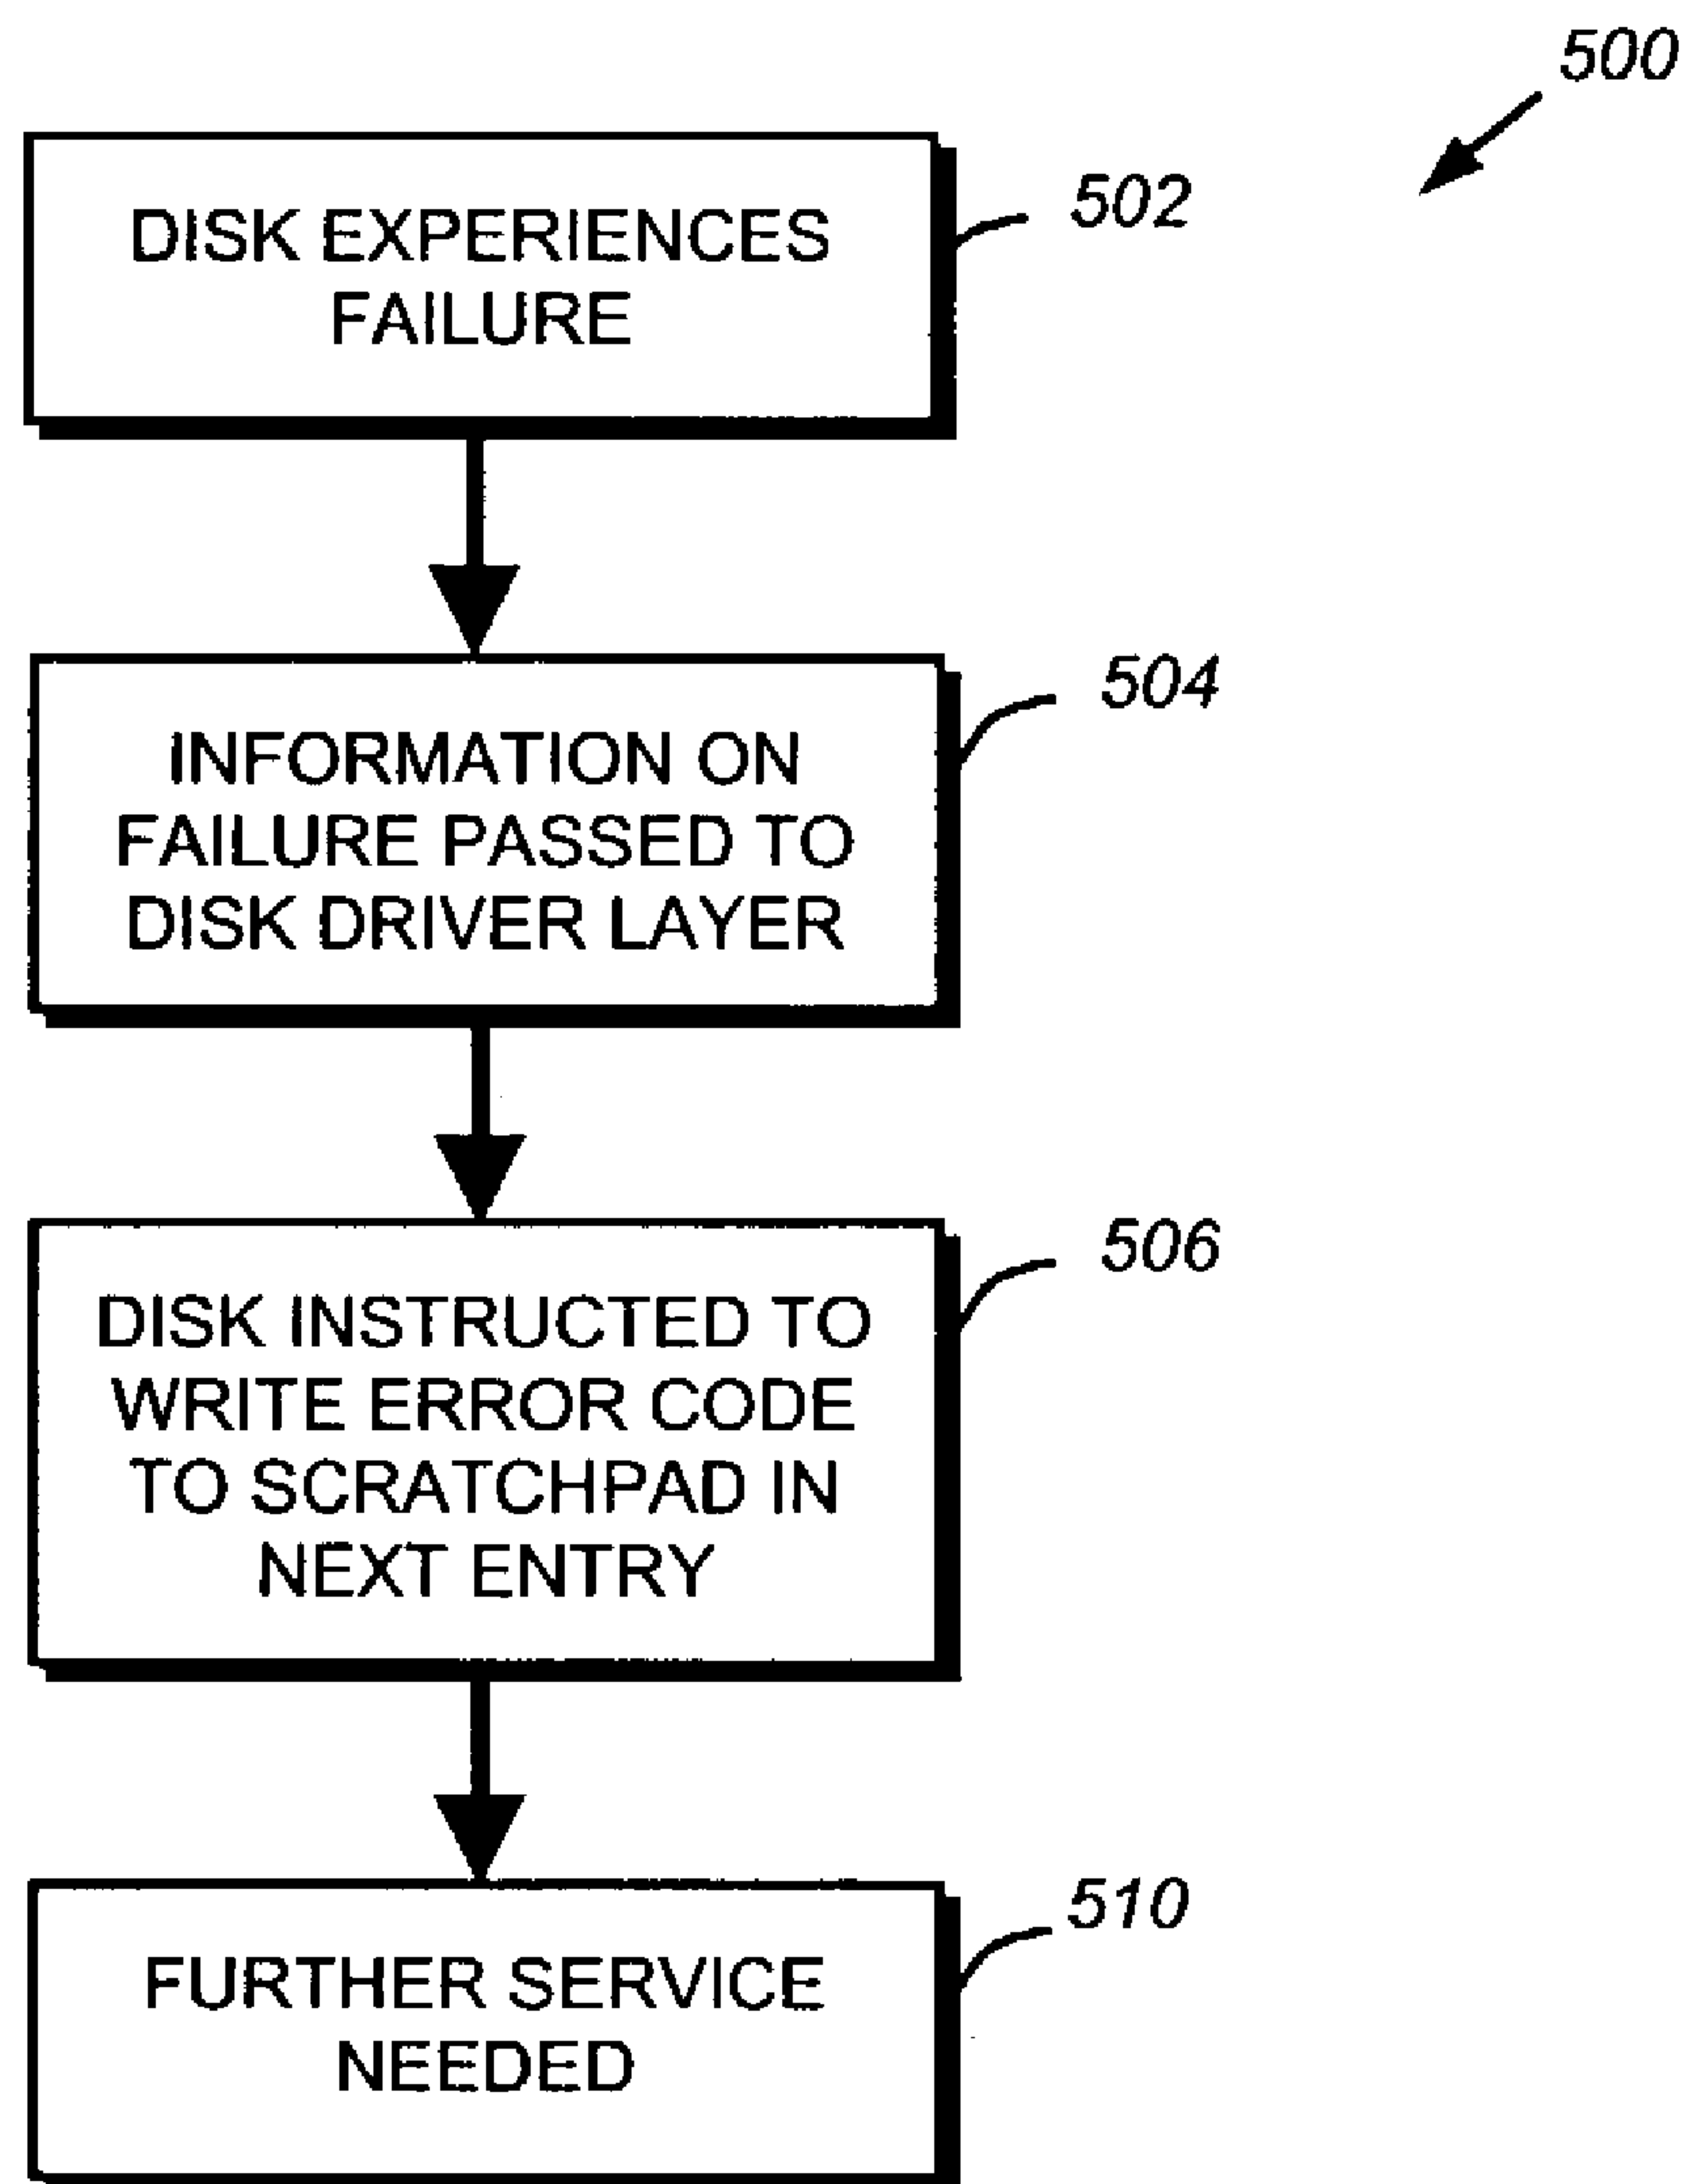 500
DISK EXPERIENCES
FAILURE
502
INFORMATION ON
FAILURE PASSED TO
DISK DRIVER LAYER
504
DISK INSTRUCTED TO
WRITE ERROR CODE
TO SCRATCHPAD IN
NEXT ENTRY
506
FURTHER SERVICE
NEEDED
510